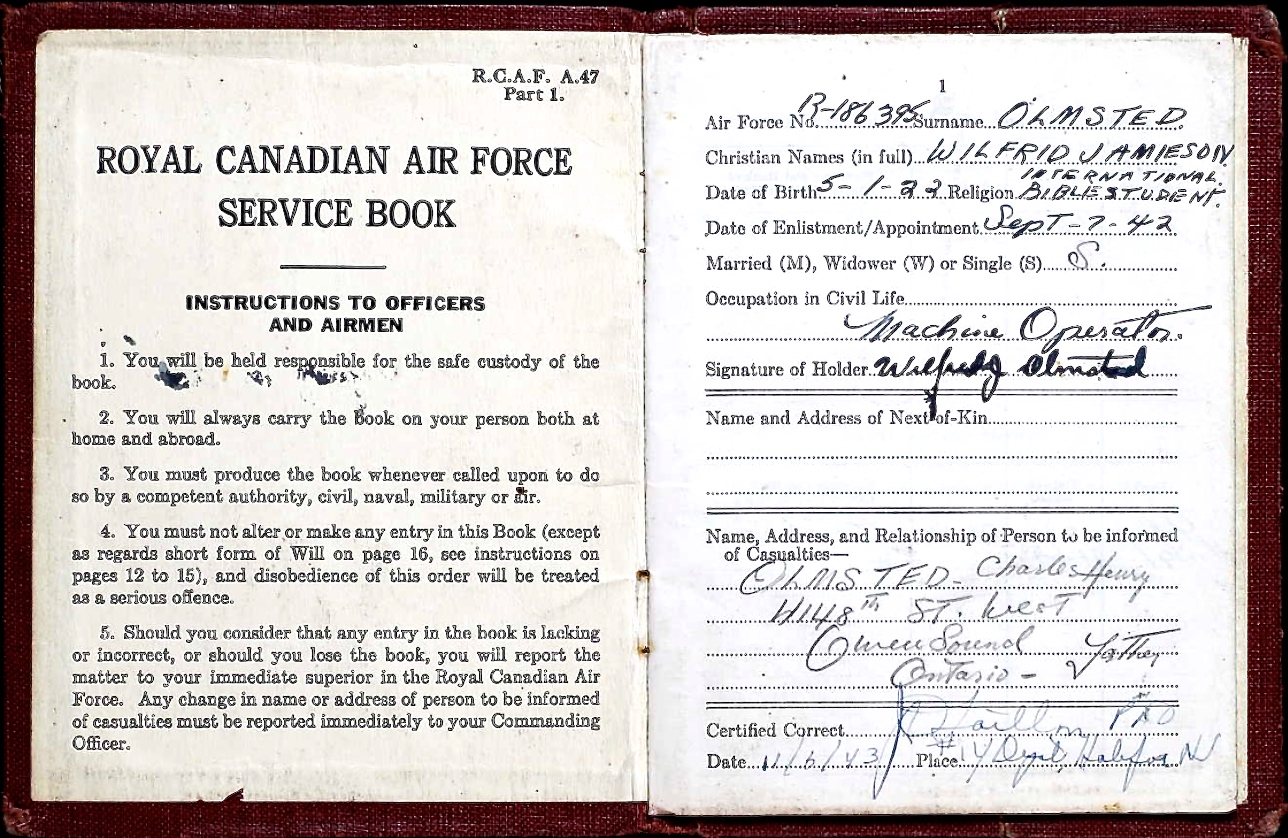 R.C.A.F. A.47
Part 1.
ROYAL CANADIAN AIR FORCE
SERVICE BOOK
INSTRUCTIONS TO OFFICERS
AND AIRMEN
1. You will be held responsible for the safe custody of the
book.
2. You will always carry the Book on your person both at
home and abroad.
3. You must produce the book whenever called upon to do
so by a competent authority, civil, naval, military or air.
4. You must not alter or make any entry in this Book (except
as regards short form of Will on page 16, see instructions on
pages 12 to 15), and disobedience of this order will be treated
as a serious offence.
5. Should you consider that any entry in the book is lacking
or incorrect, or should you lose the book, you will report the
matter to your immediate superior in the Royal Canadian Air
Force. Any change in name or address of person to be informed
of casualties must be reported immediately to your Commanding
Officer.
1
Air Force No. R-186395 Surname OLMSTED.
Christian Names (in full) WILFRID JAMIESON
INTERNATIONAL
Date of Birth 5-1-22 Religion BIBLE STUDENT.
Date of Enlistment/Appointment Sept-7-42
Married (M), Widower (W) or Single (S) S.
Occupation in Civil Life
Machine Operator.
Signature of Holder Wilfrid J Olmsted
Name and Address of Next-of-Kin
Name, Address, and Relationship of Person to be informed
of Casualties—
OLMSTED - Charles Henry
ST. West
Owen Sound Father
Ontario -
Certified Correct
Date 11/6/43 Place Halifax NS